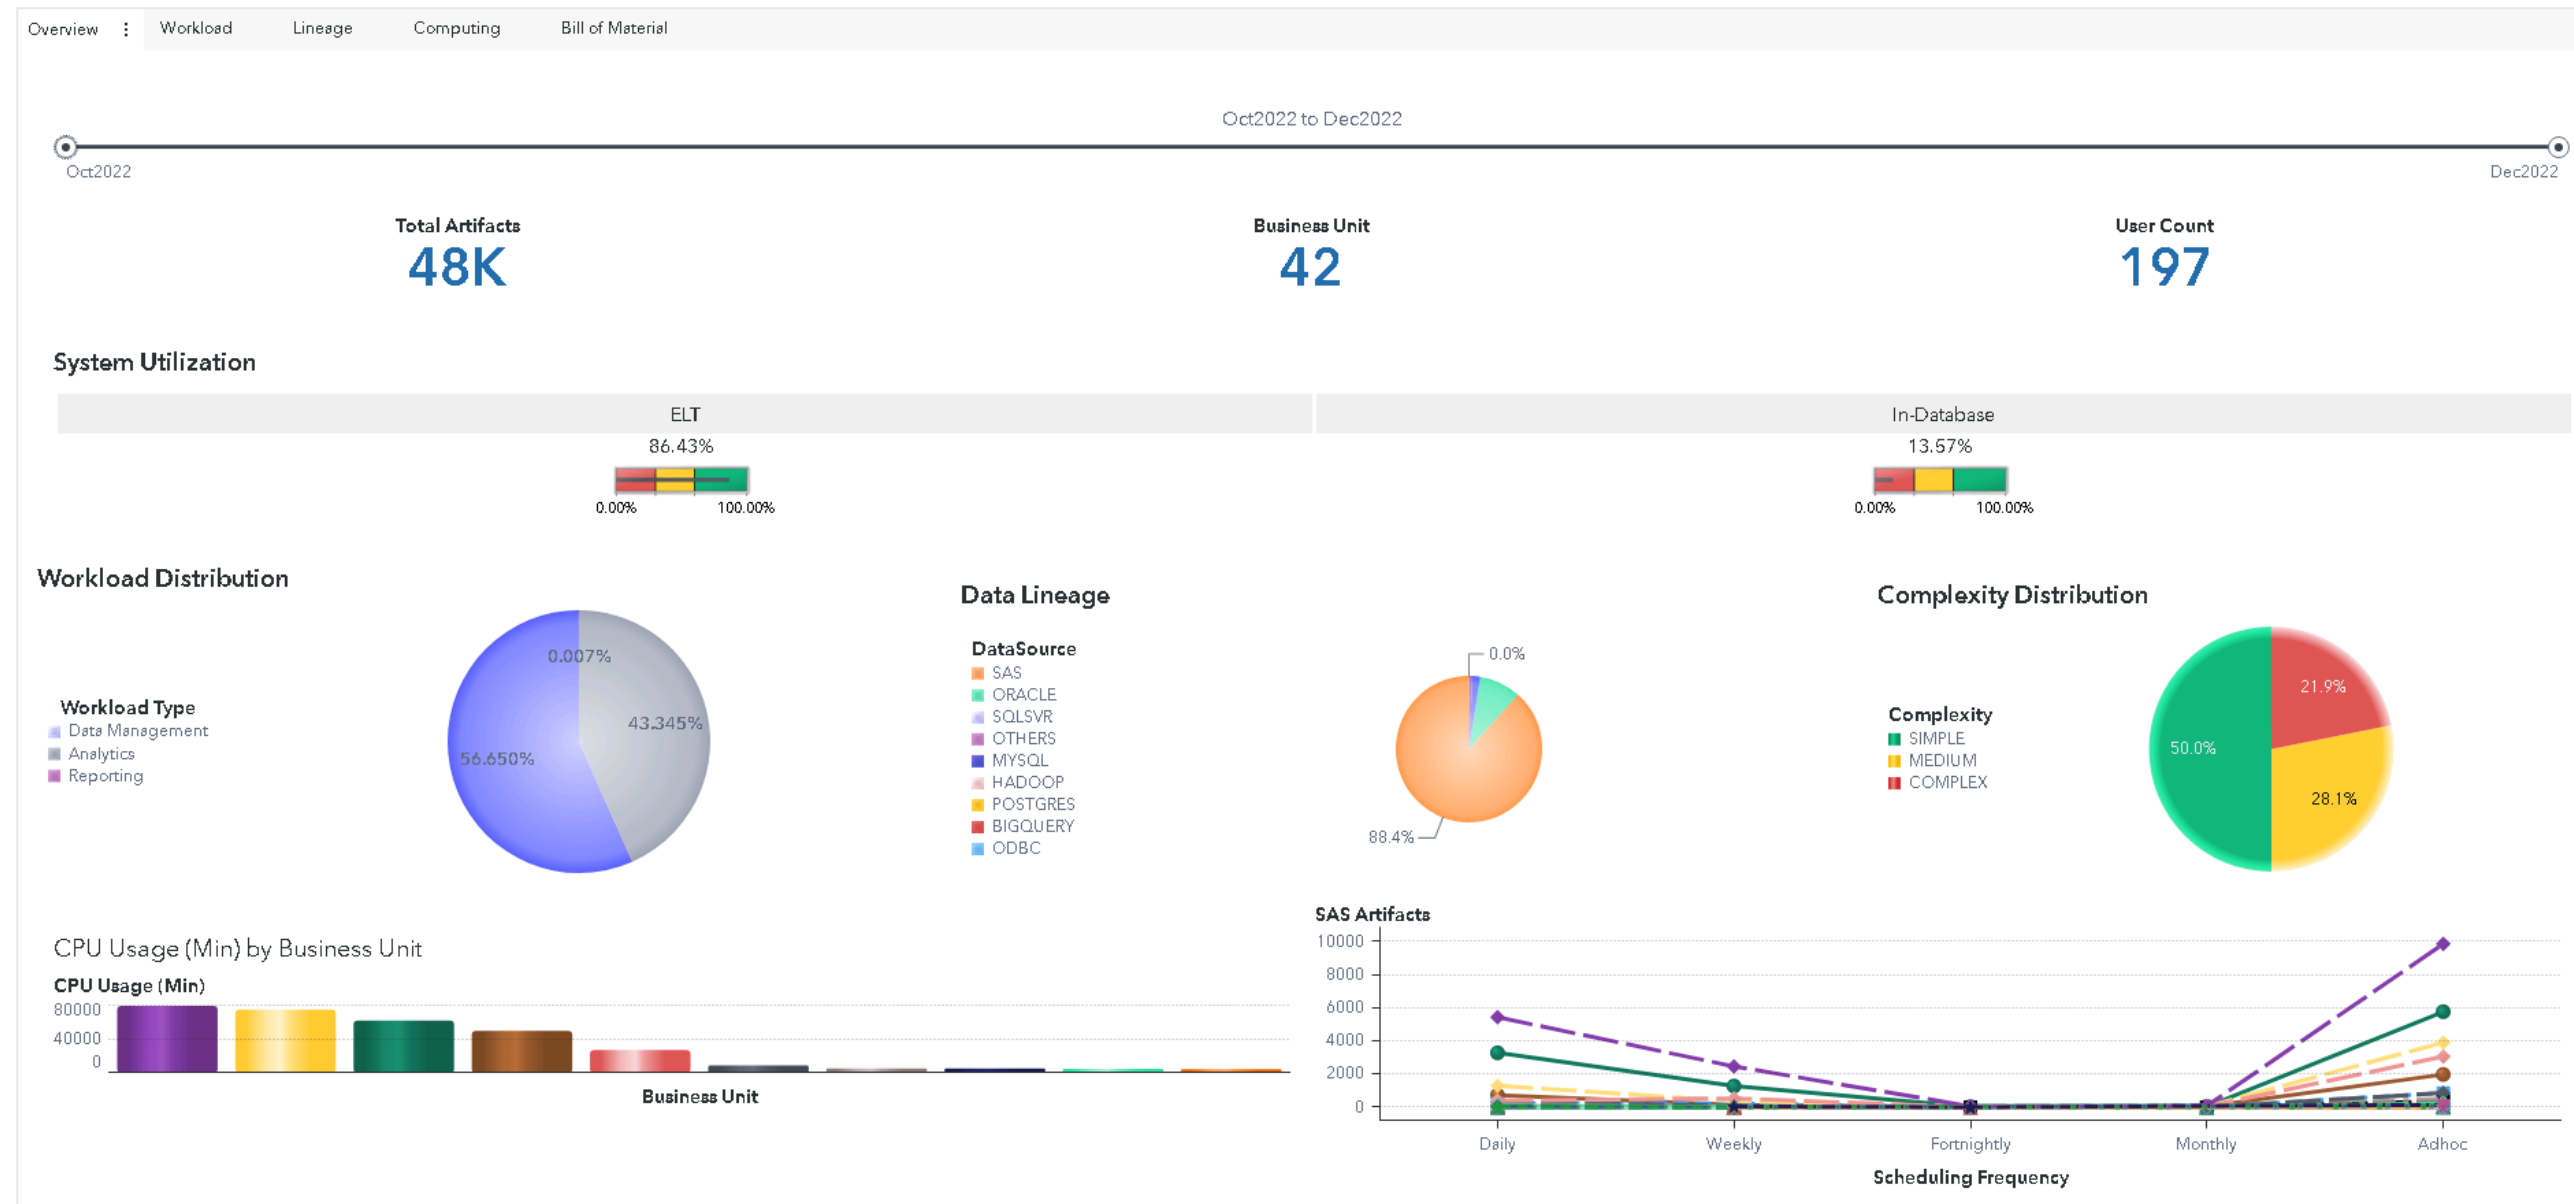 Overview ⋮ Workload Lineage Computing Bill of Material
Oct2022 to Dec2022
Oct2022 Dec2022
Total Artifacts Business Unit User Count
48K 42 197
System Utilization
ELT In-Database
86.43% 13.57%
0.00% 100.00% 0.00% 100.00%
Workload Distribution
Workload Type
Data Management
Analytics
Reporting
0.007%
43.345%
56.650%
Data Lineage
DataSource
SAS
ORACLE
SQLSVR
OTHERS
MYSQL
HADOOP
POSTGRES
BIGQUERY
ODBC
0.0%
88.4%
Complexity Distribution
Complexity
SIMPLE
MEDIUM
COMPLEX
21.9%
50.0%
28.1%
CPU Usage (Min) by Business Unit
CPU Usage (Min)
80000
40000
0
Business Unit
SAS Artifacts
10000
8000
6000
4000
2000
0
Daily Weekly Fortnightly Monthly Adhoc
Scheduling Frequency